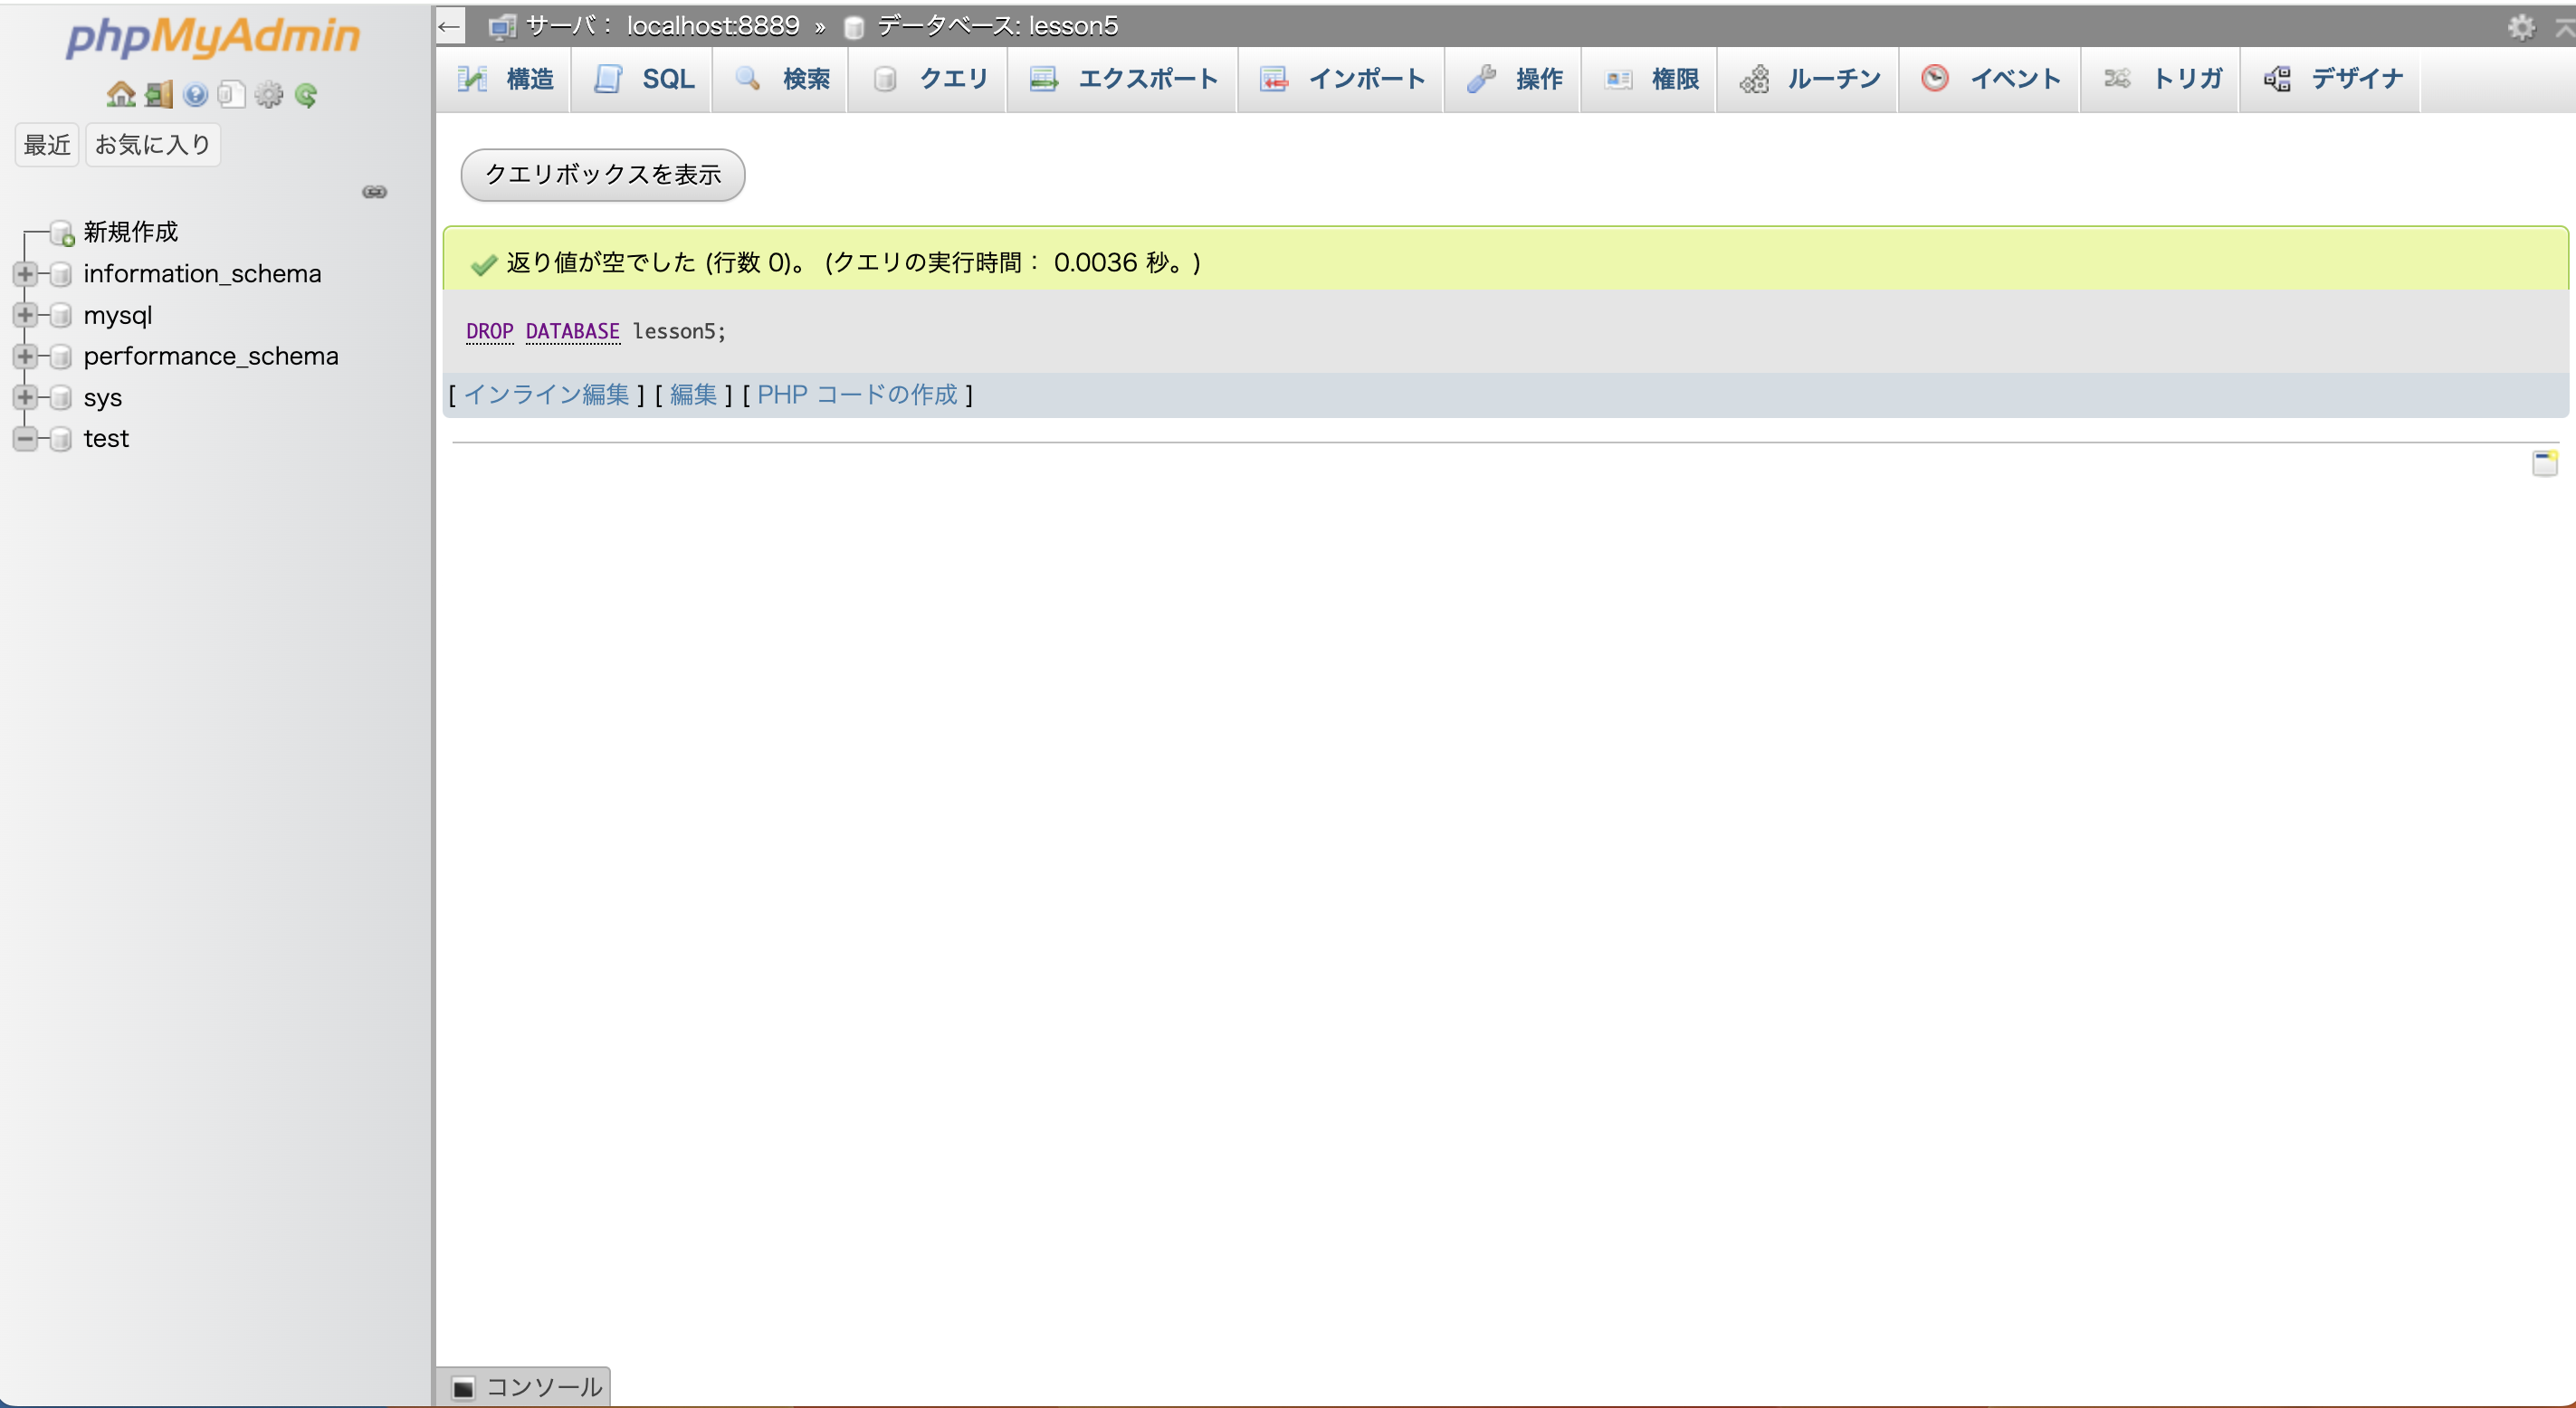 phpMyAdmin
最近 お気に入り
新規作成
information_schema
mysql
performance_schema
sys
test
サーバ： localhost:8889 » データベース: lesson5
構造 SQL 検索 クエリ エクスポート インポート 操作 権限 ルーチン イベント トリガ デザイナ
クエリボックスを表示
返り値が空でした (行数 0)。 (クエリの実行時間： 0.0036 秒。)
DROP DATABASE lesson5;
[ インライン編集 ] [ 編集 ] [ PHP コードの作成 ]
コンソール